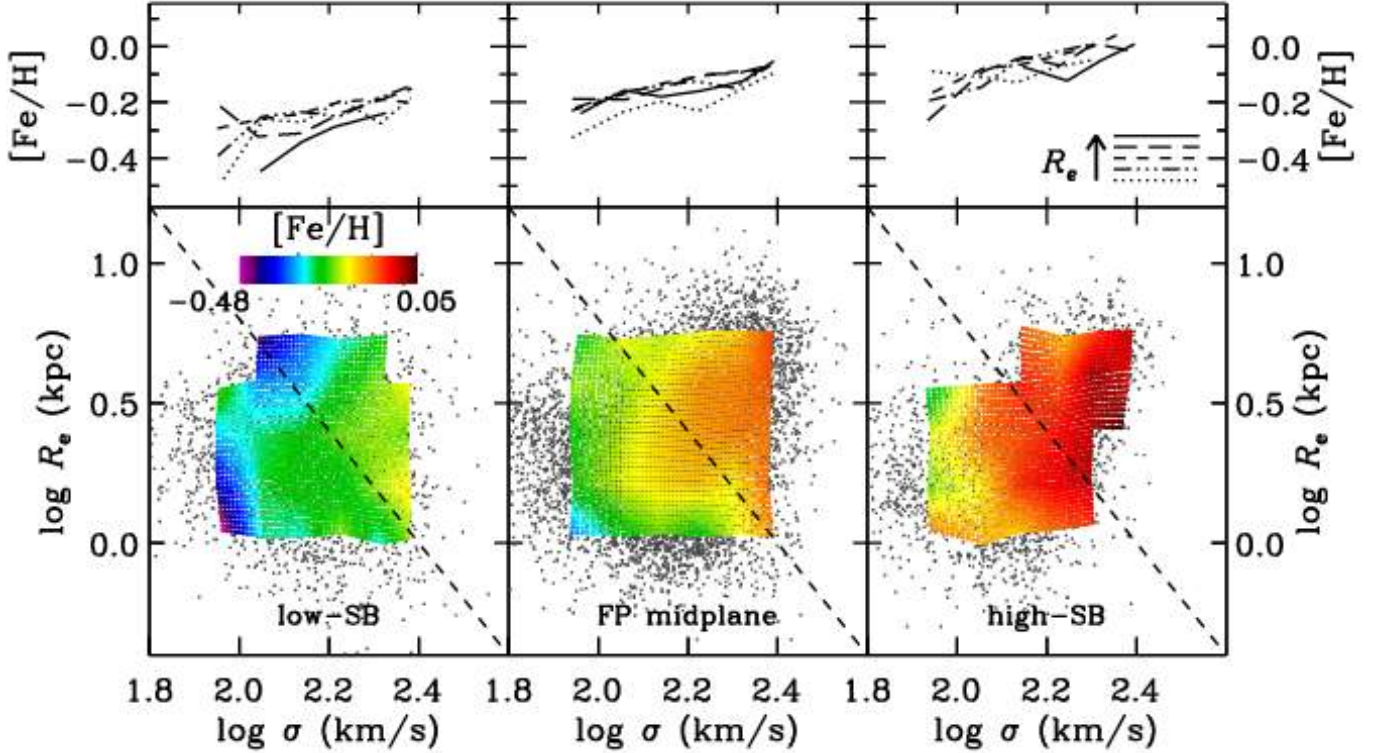 0.0
−0.2
−0.4
[Fe/H]
R_e
0.0
−0.2
−0.4
[Fe/H]
[Fe/H]
−0.48
0.05
1.0
0.5
0.0
log R_e (kpc)
low−SB
FP midplane
high−SB
1.0
0.5
0.0
log R_e (kpc)
1.8 2.0 2.2 2.4 1.8 2.0 2.2 2.4 1.8 2.0 2.2 2.4
log σ (km/s) log σ (km/s) log σ (km/s)